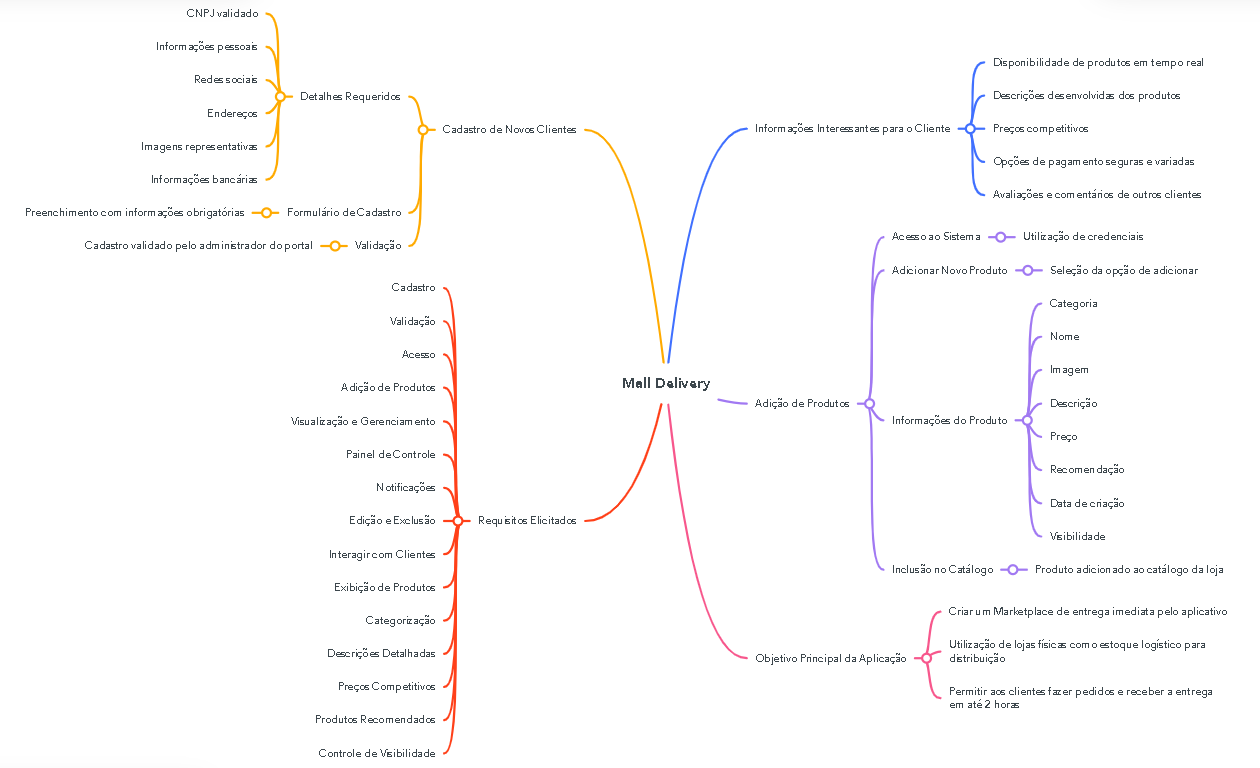 Mall Delivery
Cadastro de Novos Clientes
Detalhes Requeridos
CNPJ validado
Informações pessoais
Redes sociais
Endereços
Imagens representativas
Informações bancárias
Formulário de Cadastro
Preenchimento com informações obrigatórias
Validação
Cadastro validado pelo administrador do portal
Requisitos Elicitados
Cadastro
Validação
Acesso
Adição de Produtos
Visualização e Gerenciamento
Painel de Controle
Notificações
Edição e Exclusão
Interagir com Clientes
Exibição de Produtos
Categorização
Descrições Detalhadas
Preços Competitivos
Produtos Recomendados
Controle de Visibilidade
Informações Interessantes para o Cliente
Disponibilidade de produtos em tempo real
Descrições desenvolvidas dos produtos
Preços competitivos
Opções de pagamento seguras e variadas
Avaliações e comentários de outros clientes
Adição de Produtos
Acesso ao Sistema
Utilização de credenciais
Adicionar Novo Produto
Seleção da opção de adicionar
Informações do Produto
Categoria
Nome
Imagem
Descrição
Preço
Recomendação
Data de criação
Visibilidade
Inclusão no Catálogo
Produto adicionado ao catálogo da loja
Objetivo Principal da Aplicação
Criar um Marketplace de entrega imediata pelo aplicativo
Utilização de lojas físicas como estoque logístico para
distribuição
Permitir aos clientes fazer pedidos e receber a entrega
em até 2 horas